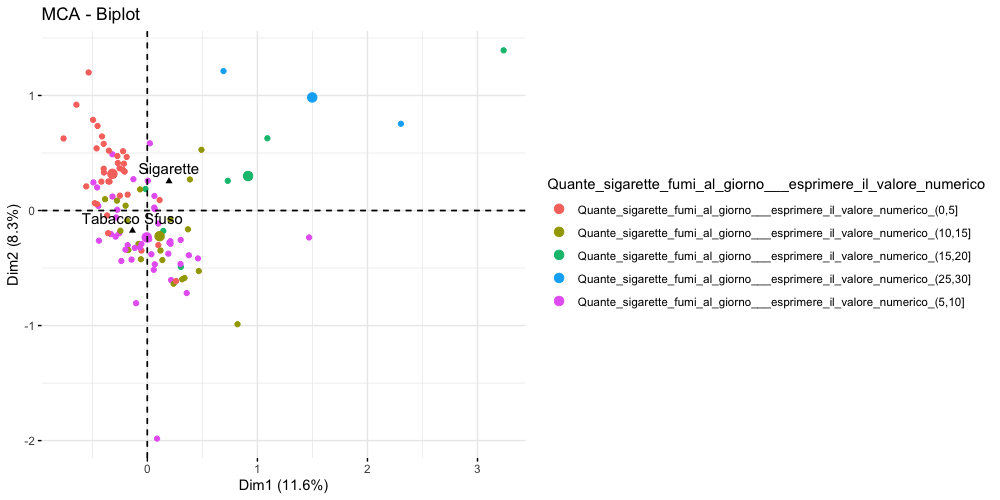 MCA - Biplot
Dim2 (8.3%)
1
0
-1
-2
Sigarette
Tabacco Sfuso
0
1
2
3
Dim1 (11.6%)
Quante_sigarette_fumi_al_giorno___esprimere_il_valore_numerico
Quante_sigarette_fumi_al_giorno___esprimere_il_valore_numerico_(0,5]
Quante_sigarette_fumi_al_giorno___esprimere_il_valore_numerico_(10,15]
Quante_sigarette_fumi_al_giorno___esprimere_il_valore_numerico_(15,20]
Quante_sigarette_fumi_al_giorno___esprimere_il_valore_numerico_(25,30]
Quante_sigarette_fumi_al_giorno___esprimere_il_valore_numerico_(5,10]